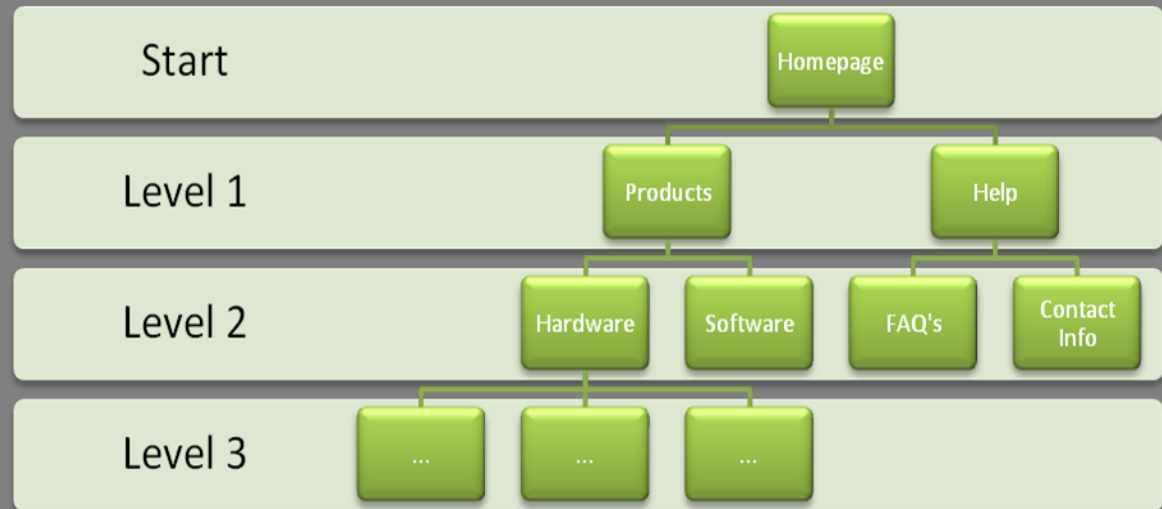 Start
Homepage
Level 1
Products
Help
Level 2
Hardware
Software
FAQ's
Contact
Info
Level 3
...
...
...